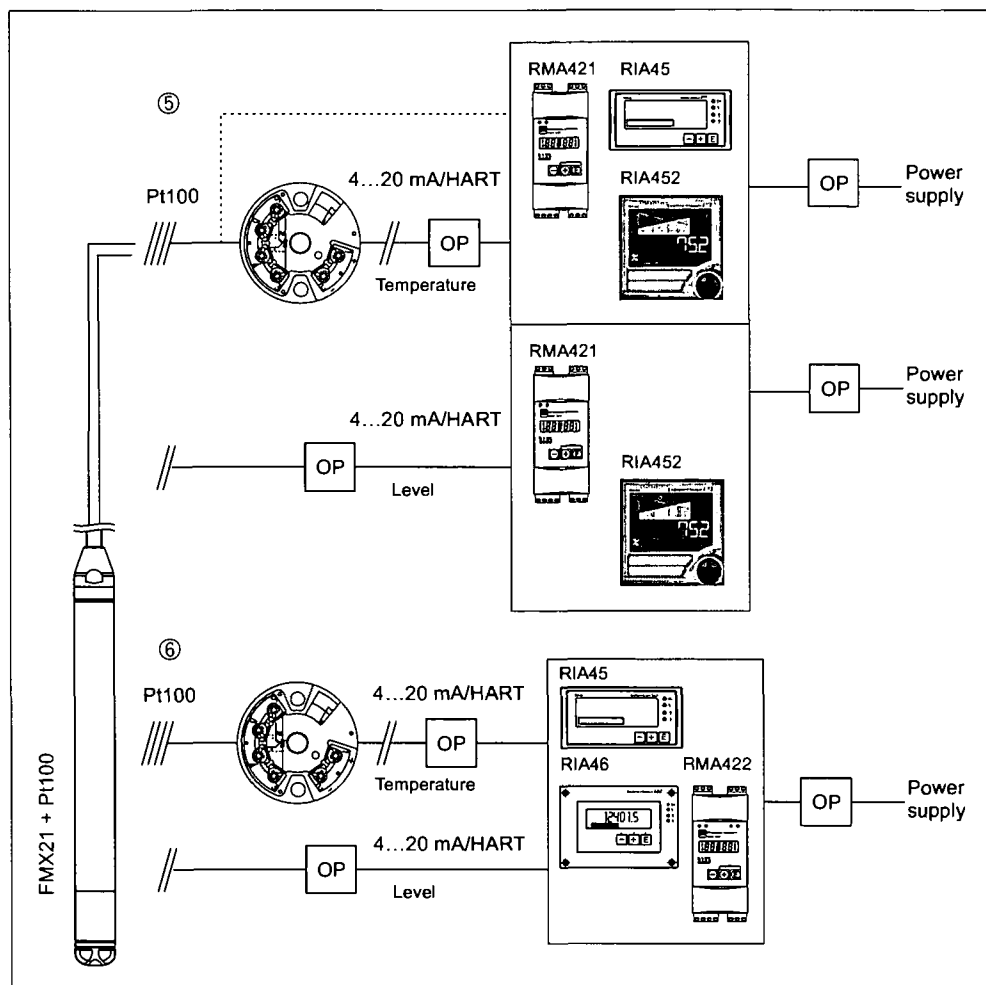 RMA421
RIA45
⑤
4...20 mA/HART
Pt100
RIA452
OP
Power
supply
OP
Temperature
752
RMA421
4...20 mA/HART
OP
Power
supply
OP
Level
RIA452
752
⑥
Pt100
4...20 mA/HART
RIA45
OP
Temperature
RIA46
RMA422
12401.5
OP
Power
supply
4...20 mA/HART
OP
Level
FMX21 + Pt100